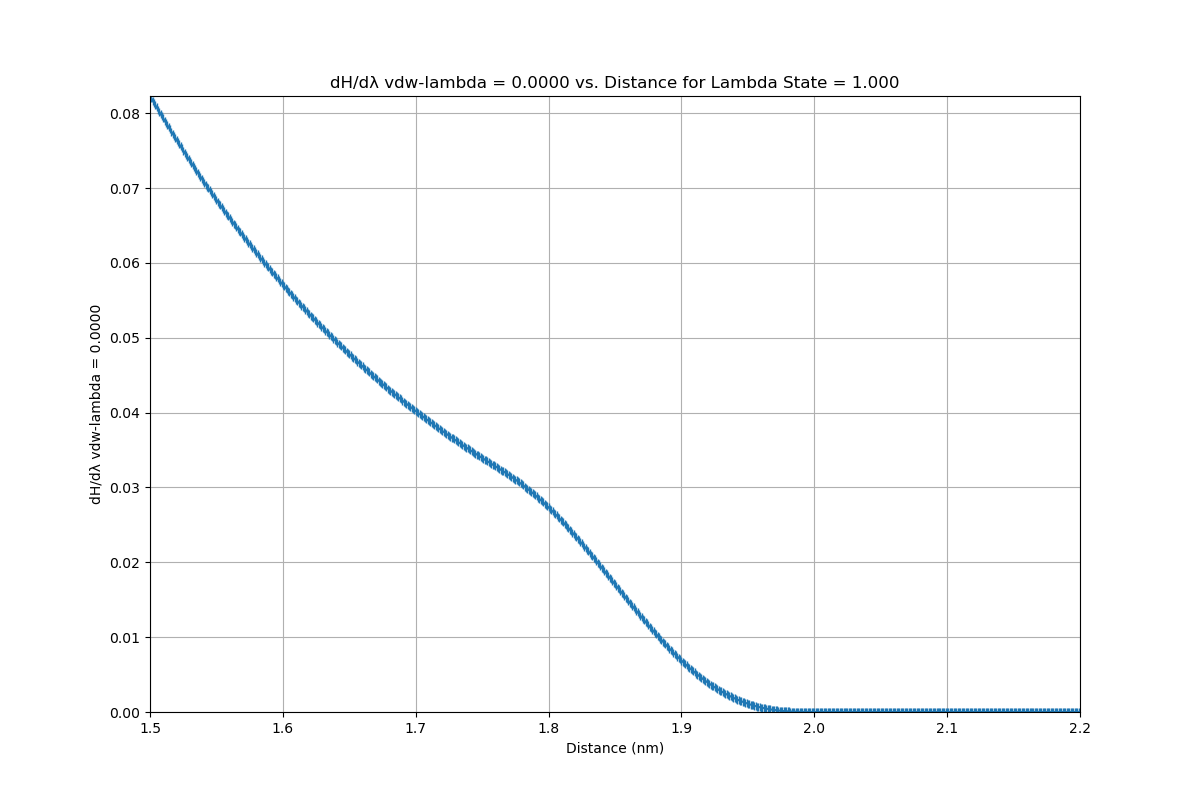 dH/dλ vdw-lambda = 0.0000 vs. Distance for Lambda State = 1.000
dH/dλ vdw-lambda = 0.0000
0.08
0.07
0.06
0.05
0.04
0.03
0.02
0.01
0.00
1.5 1.6 1.7 1.8 1.9 2.0 2.1 2.2
Distance (nm)